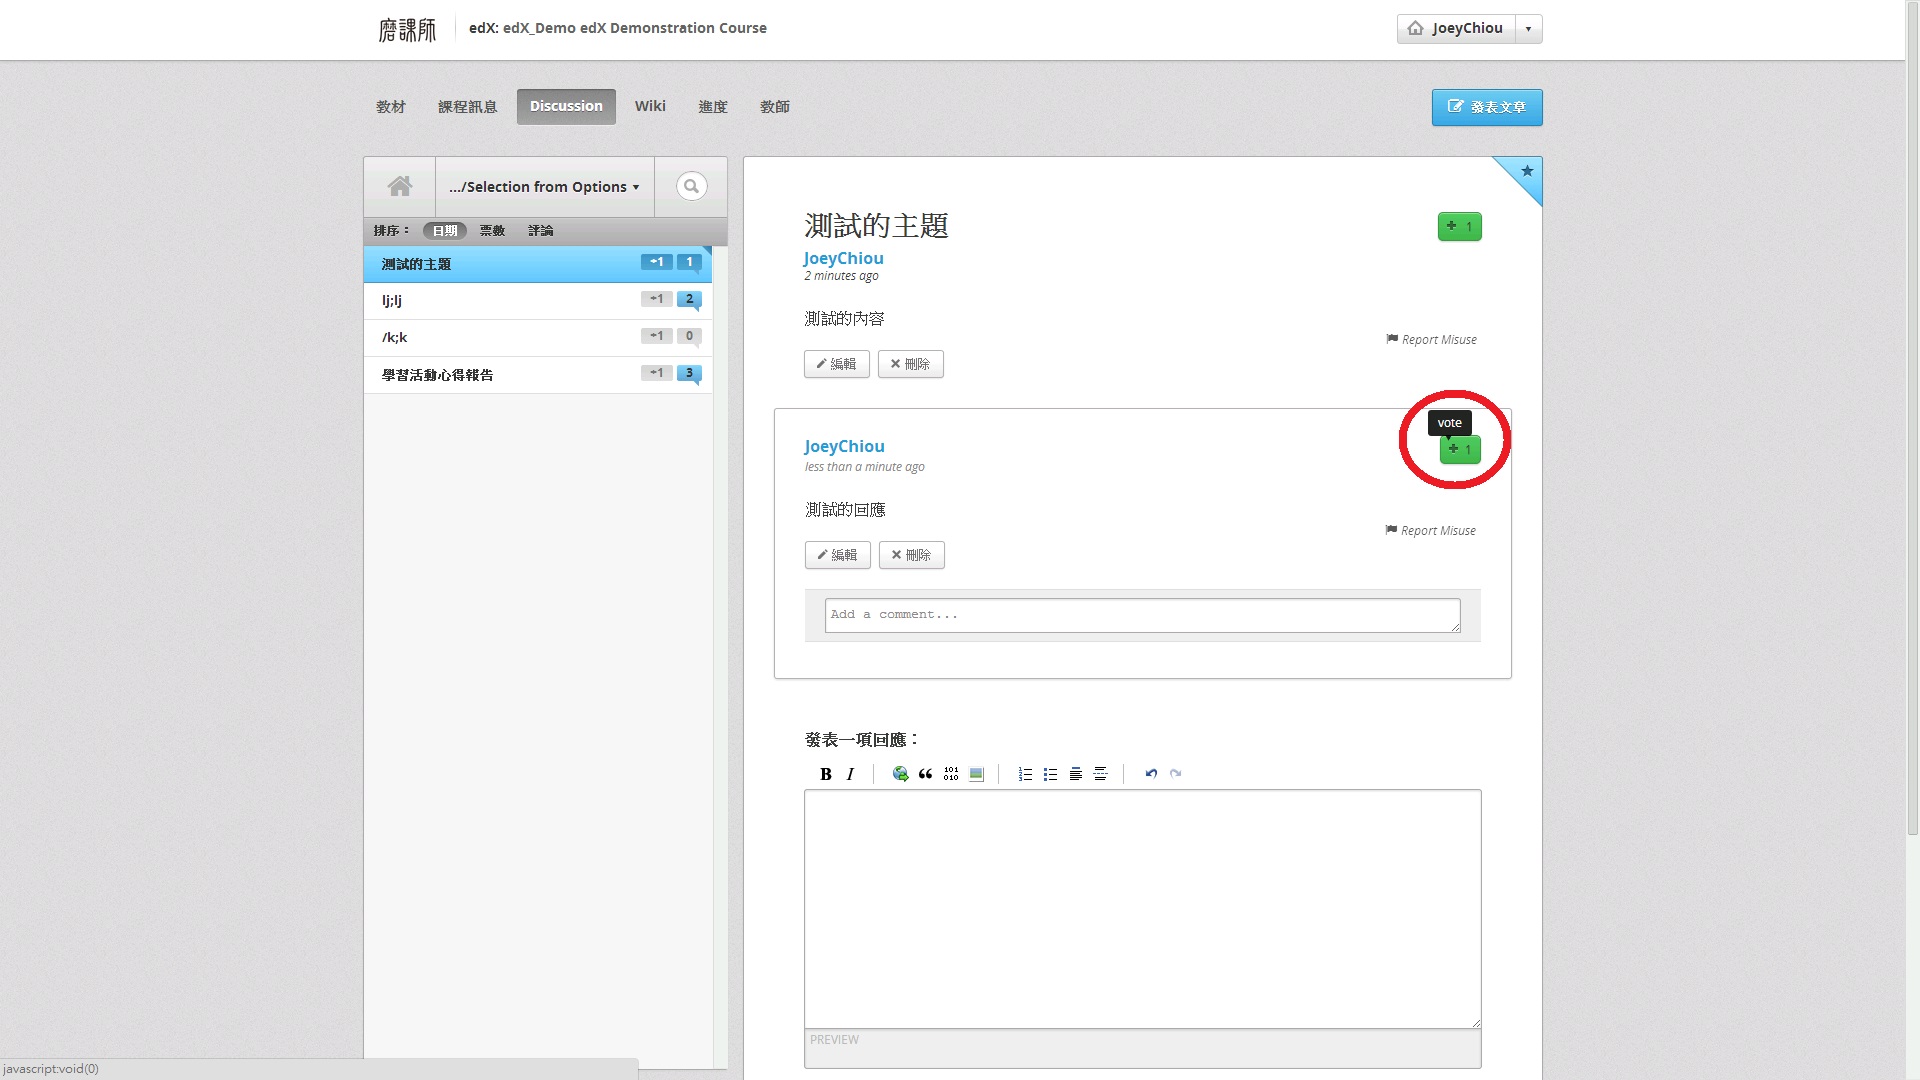 磨課師
edX: edX_Demo edX Demonstration Course
JoeyChiou
教材
課程訊息
Discussion
Wiki
進度
教師
發表文章
.../Selection from Options
排序：
日期
票數
評論
測試的主題
+1
1
lj;lj
+1
2
/k;k
+1
0
學習活動心得報告
+1
3
測試的主題
+ 1
JoeyChiou
2 minutes ago
測試的內容
Report Misuse
編輯
刪除
vote
JoeyChiou
+ 1
less than a minute ago
測試的回應
Report Misuse
編輯
刪除
Add a comment...
發表一項回應：
B I
101
010
PREVIEW
javascript:void(0)